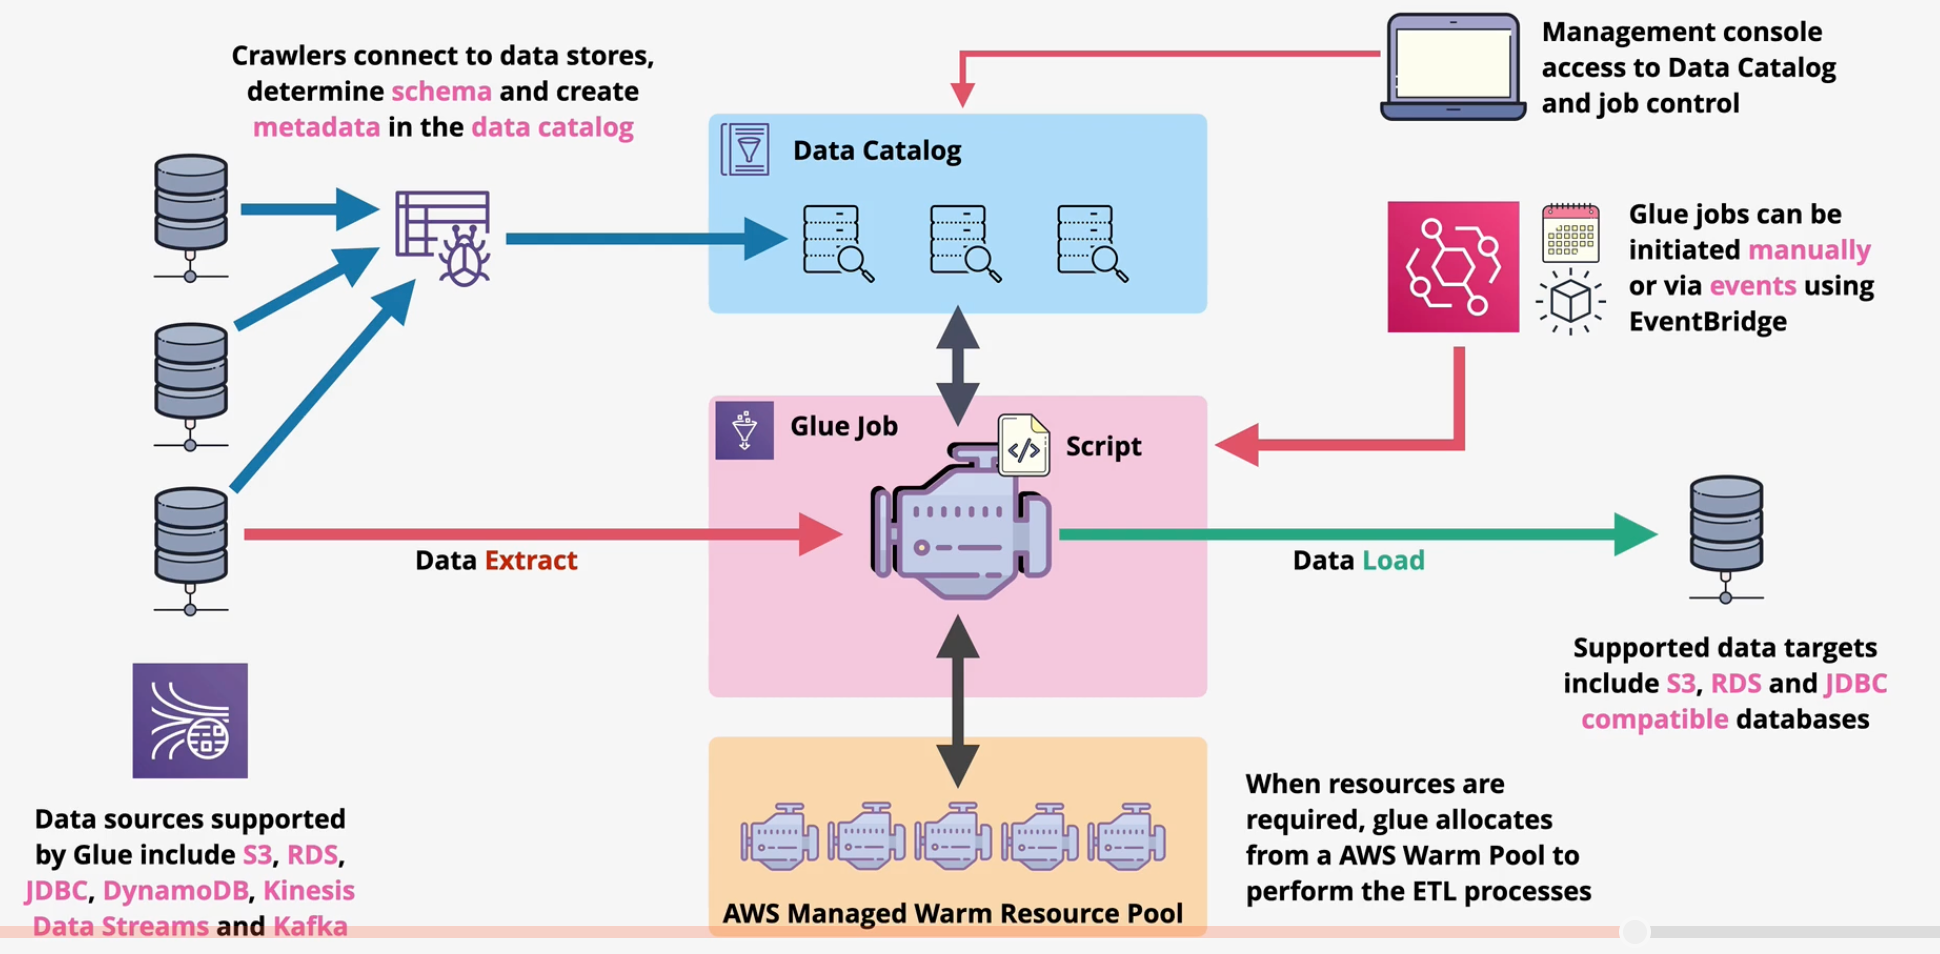 Crawlers connect to data stores,
determine schema and create
metadata in the data catalog
Management console
access to Data Catalog
and job control
Data Catalog
Glue jobs can be
initiated manually
or via events using
EventBridge
Glue Job
Script
Data Extract
Data Load
Supported data targets
include S3, RDS and JDBC
compatible databases
Data sources supported
by Glue include S3, RDS,
JDBC, DynamoDB, Kinesis
Data Streams and Kafka
When resources are
required, glue allocates
from a AWS Warm Pool to
perform the ETL processes
AWS Managed Warm Resource Pool